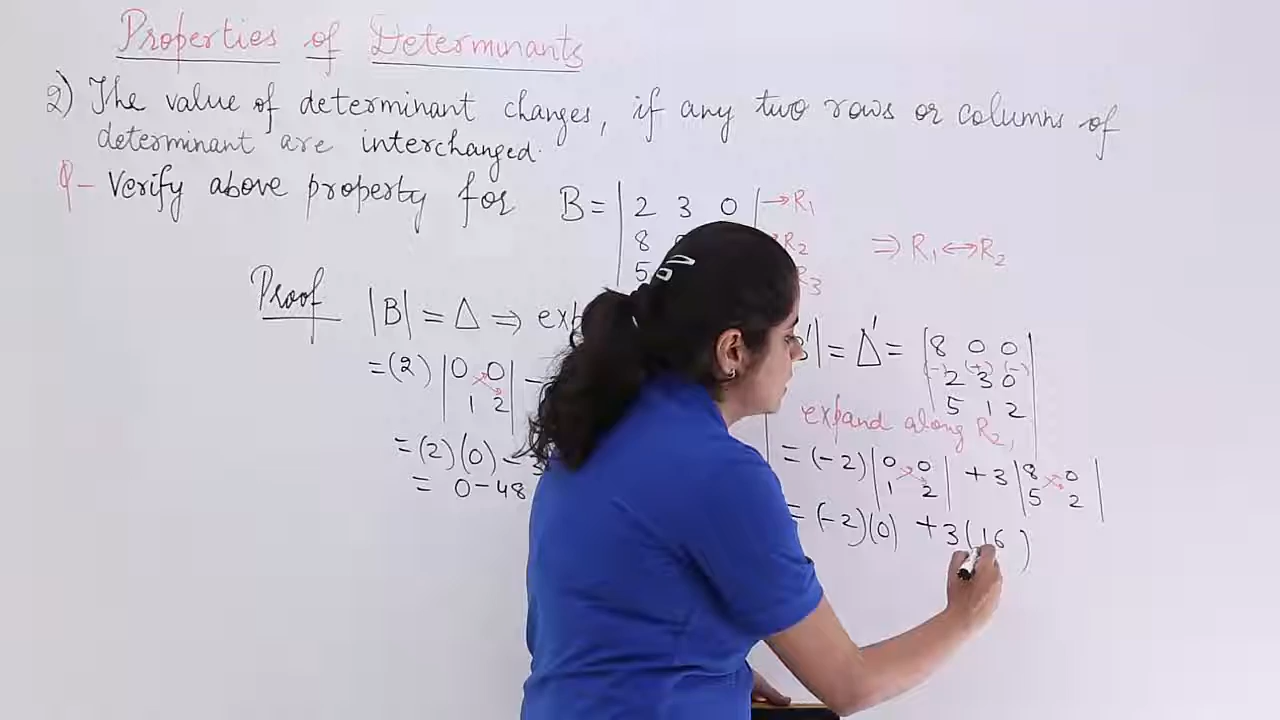 Properties of Determinants
2) The value of determinant changes, if any two rows or columns of
determinant are interchanged.
Q- Verify above property for B = | 2 3 0 | → R1
8 R2 ⇒ R1 ↔ R2
5 R3
Proof |B| = Δ ⇒
= (2) | 0 0 | -
1 2
= (2)(0) - 3
= 0 - 48
'| = Δ' = | 8 0 0 |
(-) (+) (-)
2 3 0
5 1 2
expand along R2,
= (-2) | 0 0 | + 3 | 8 0 |
1 2 5 2
= (-2)(0) + 3(16 )